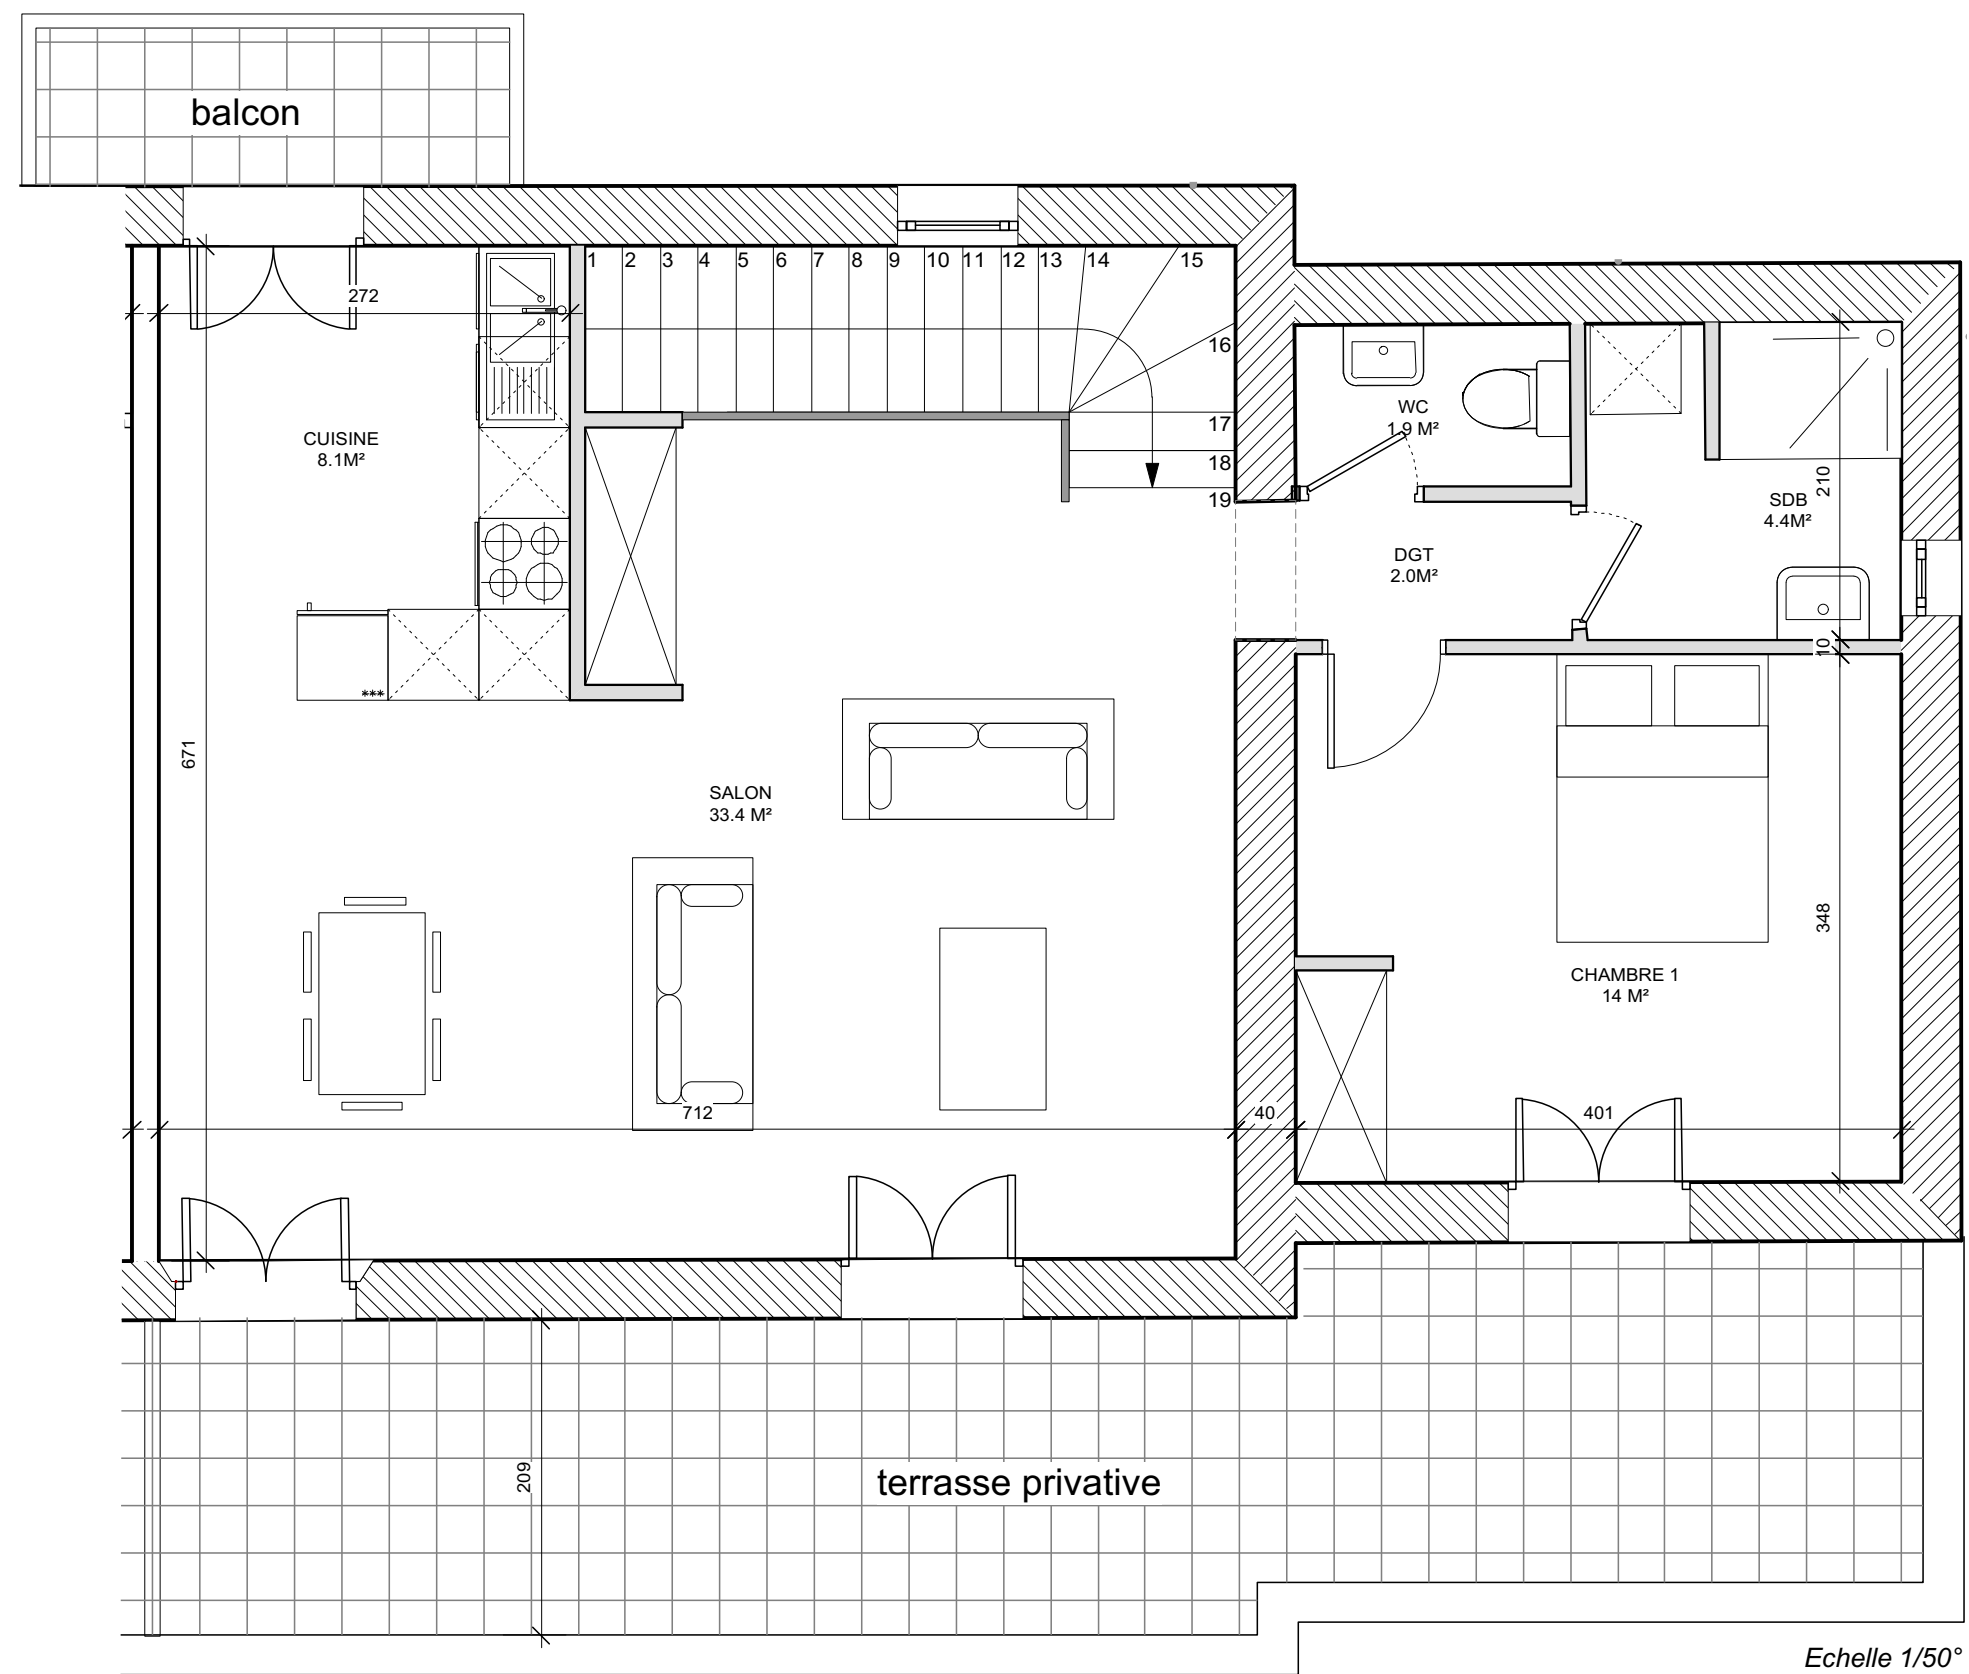 balcon
1 2 3 4 5 6 7 8 9 10 11 12 13 14 15
272
16
WC
1.9 M²
17
CUISINE
8.1M²
18
19
210
SDB
4.4M²
DGT
2.0M²
10
***
671
SALON
33.4 M²
348
CHAMBRE 1
14 M²
712
40
401
209
terrasse privative
Echelle 1/50°